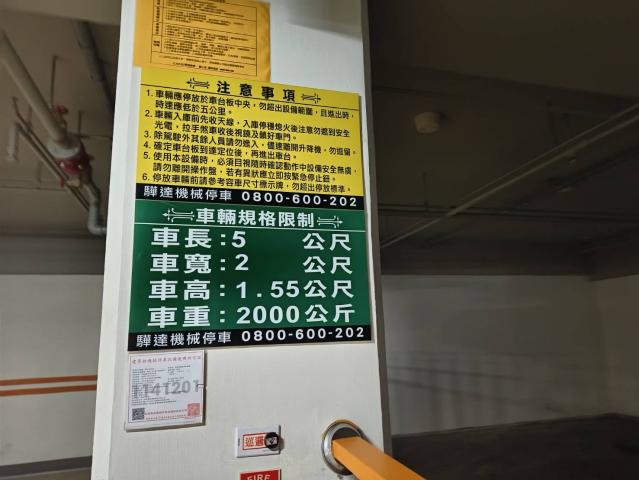 注意事項
1. 車輛應停放於車台板中央，勿超出設備範圍，且進出時，
時速應低於五公里。
2. 車輛入庫前先收天線，入庫停穩熄火後注意勿遮到安全
光電，拉手煞車收後視鏡及鎖好車門。
3. 除駕駛外其餘人員請勿進入，儘速離開升降機，勿逗留。
4. 確定車台板到達定位後，再進出車台。
5. 使用本設備時，必須目視隨時確認動作中設備安全無虞，
請勿離開操作盤，若有異狀應立即按緊急停止鈕。
6. 停放車輛前請參考容車尺寸標示牌，勿超出停放標準。
驊達機械停車 0800-600-202
車輛規格限制
車長：5 公尺
車寬：2 公尺
車高：1.55公尺
車重：2000公斤
驊達機械停車 0800-600-202
1141201
巡邏
FIRE